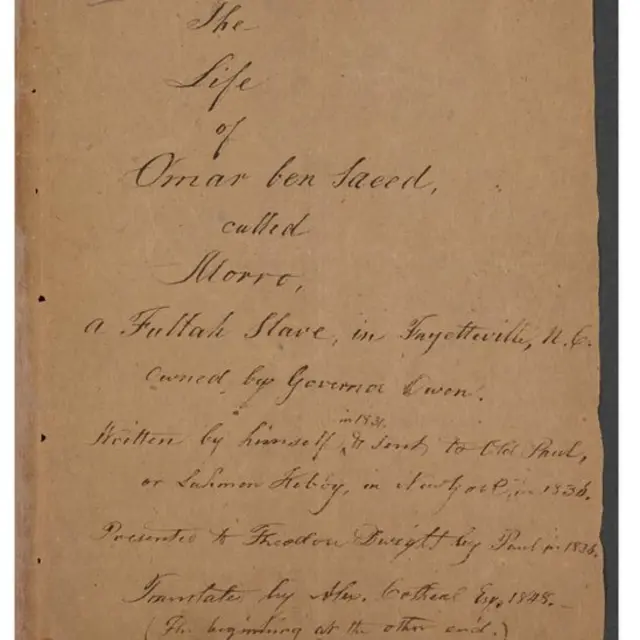 The
Life
of
Omar ben Saeed,
called
Morro,
a Fullah Slave, in Fayetteville, N.C.
owned by Governor Owen.
in 1831.
Written by himself & sent to Old Paul,
or Lahmen Kebby, in New York, in 1836.
Presented to Theodore Dwight by Paul in 1836.
Translated by Alex. Cotheal Esq. 1848.
(The beginning at the other end.)